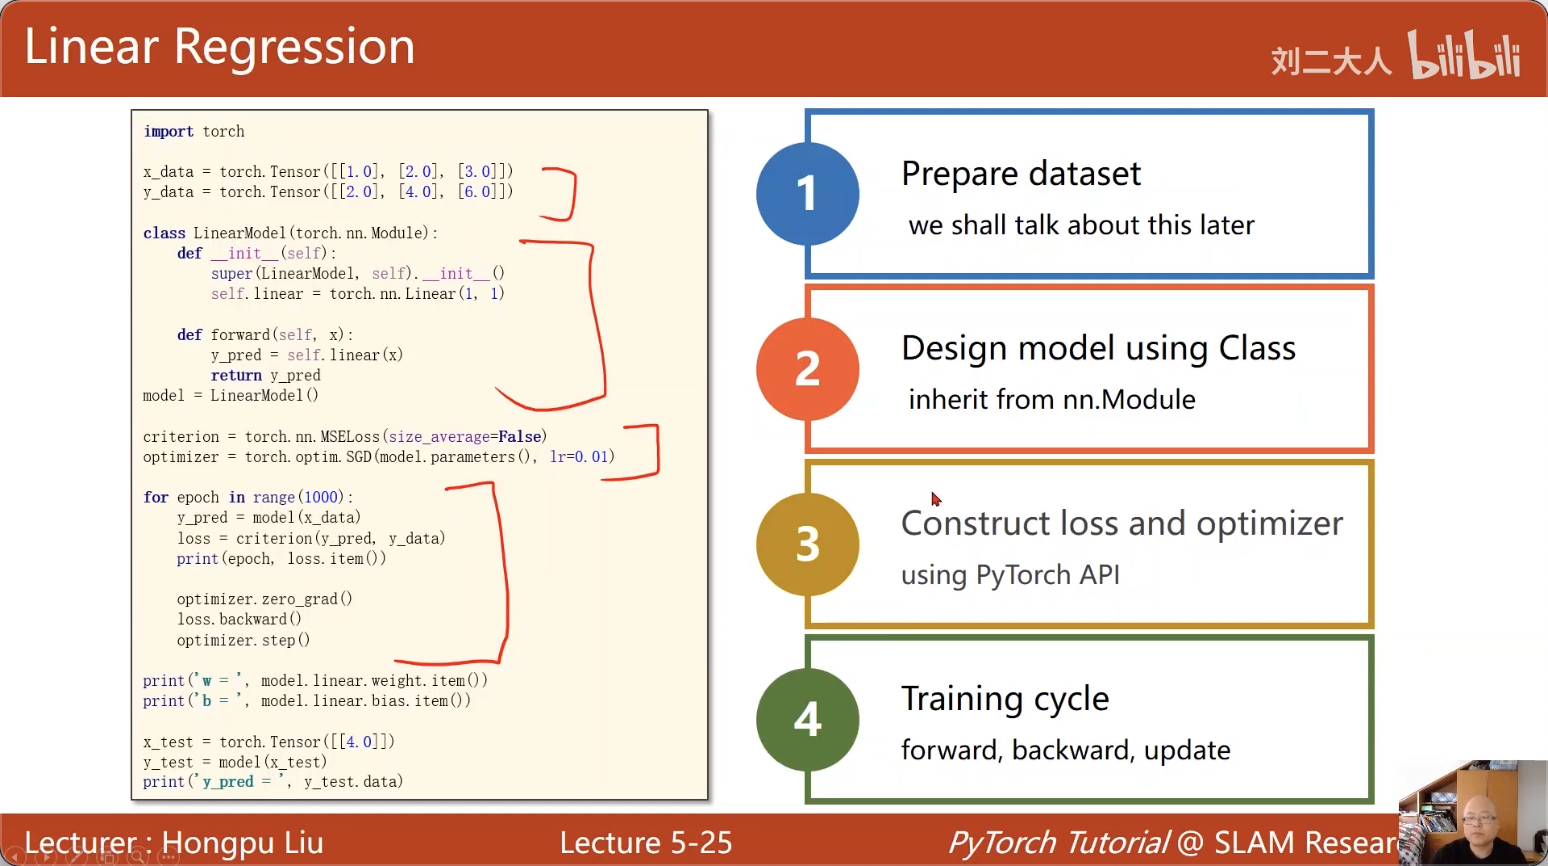 Linear Regression
刘二大人 bilibili
import torch
x_data = torch.Tensor([[1.0], [2.0], [3.0]])
y_data = torch.Tensor([[2.0], [4.0], [6.0]])
class LinearModel(torch.nn.Module):
    def __init__(self):
        super(LinearModel, self).__init__()
        self.linear = torch.nn.Linear(1, 1)
    def forward(self, x):
        y_pred = self.linear(x)
        return y_pred
model = LinearModel()
criterion = torch.nn.MSELoss(size_average=False)
optimizer = torch.optim.SGD(model.parameters(), lr=0.01)
for epoch in range(1000):
    y_pred = model(x_data)
    loss = criterion(y_pred, y_data)
    print(epoch, loss.item())
    optimizer.zero_grad()
    loss.backward()
    optimizer.step()
print('w = ', model.linear.weight.item())
print('b = ', model.linear.bias.item())
x_test = torch.Tensor([[4.0]])
y_test = model(x_test)
print('y_pred = ', y_test.data)
1
Prepare dataset
we shall talk about this later
2
Design model using Class
inherit from nn.Module
3
Construct loss and optimizer
using PyTorch API
4
Training cycle
forward, backward, update
Lecturer : Hongpu Liu
Lecture 5-25
PyTorch Tutorial @ SLAM Resear